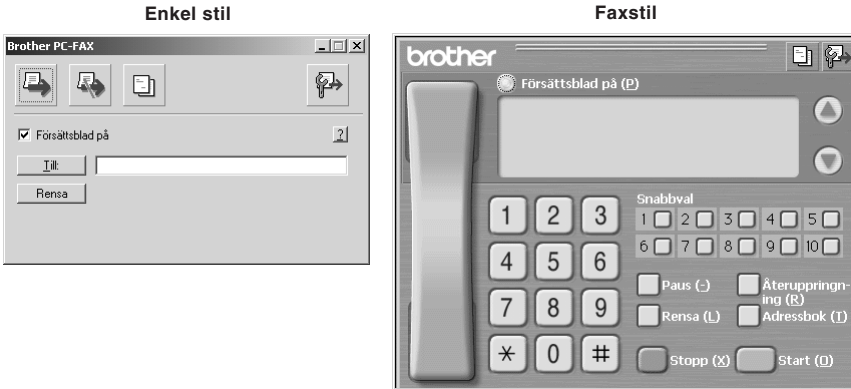 Enkel stil
Brother PC-FAX
Försättsblad på
?
Till:
Rensa
Faxstil
brother
Försättsblad på (P)
Snabbval
1 2 3 4 5
6 7 8 9 10
1 2 3
4 5 6
7 8 9
* 0 #
Paus (-)
Återuppringn-
ing (R)
Rensa (L)
Adressbok (T)
Stopp (X)
Start (O)